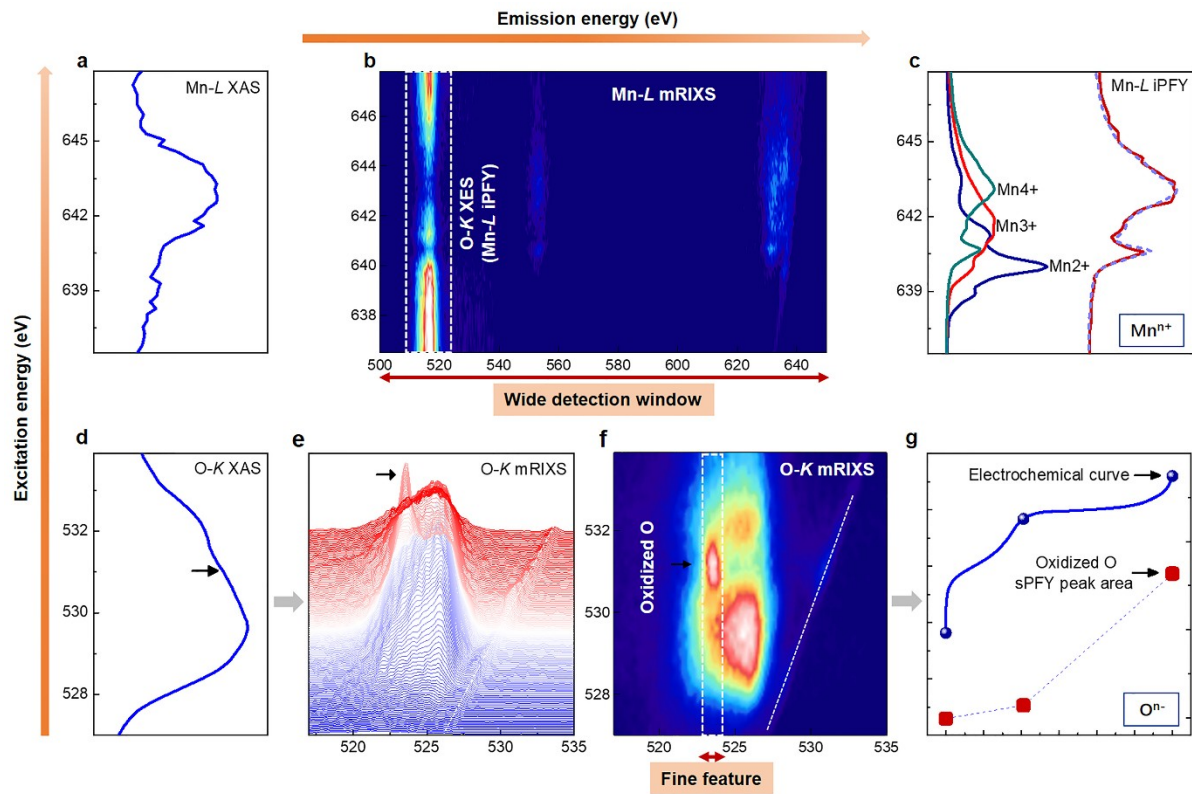 Emission energy (eV)
Excitation energy (eV)
a
Mn-L XAS
645
642
639
b
Mn-L mRIXS
O-K XES
(Mn-L iPFY)
646
644
642
640
638
500
520
540
560
580
600
620
640
Wide detection window
c
Mn-L iPFY
645
642
639
Mn4+
Mn3+
Mn2+
Mnn+
d
O-K XAS
532
530
528
e
O-K mRIXS
520
525
530
535
f
O-K mRIXS
Oxidized O
532
530
528
520
525
530
535
Fine feature
g
Electrochemical curve
Oxidized O
sPFY peak area
On-